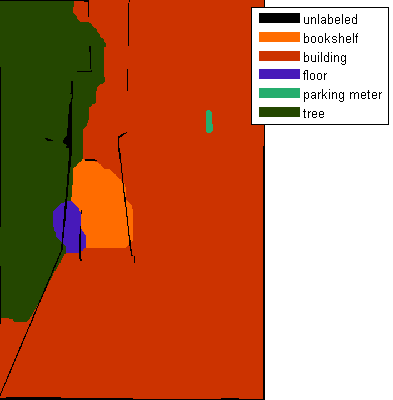 unlabeled
bookshelf
building
floor
parking meter
tree